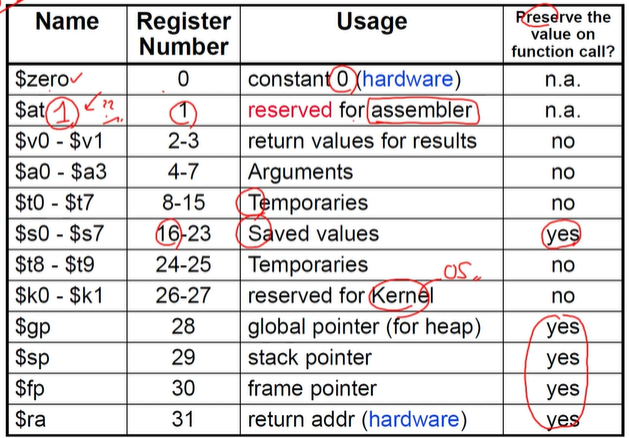 Name Register Number Usage Preserve the value on function call?
$zero 0 constant 0 (hardware) n.a.
$at 1 1 reserved for assembler n.a.
$v0 - $v1 2-3 return values for results no
$a0 - $a3 4-7 Arguments no
$t0 - $t7 8-15 Temporaries no
$s0 - $s7 16-23 Saved values yes
$t8 - $t9 24-25 Temporaries no
OS
$k0 - $k1 26-27 reserved for Kernel no
$gp 28 global pointer (for heap) yes
$sp 29 stack pointer yes
$fp 30 frame pointer yes
$ra 31 return addr (hardware) yes